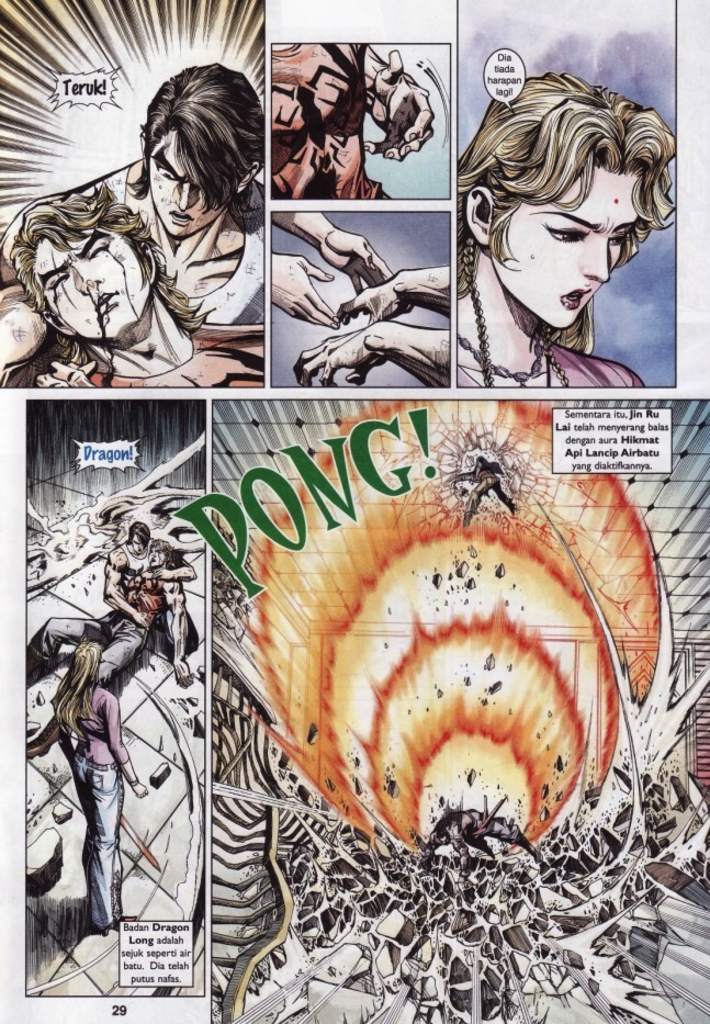 Teruk!
Dia
tiada
harapan
lagi!
Dragon!
Badan Dragon
Long adalah
sejuk seperti air
batu. Dia telah
putus nafas.
PONG!
Sementara itu, Jin Ru
Lai telah menyerang balas
dengan aura Hikmat
Api Lancip Airbatu
yang diaktifkannya.
29